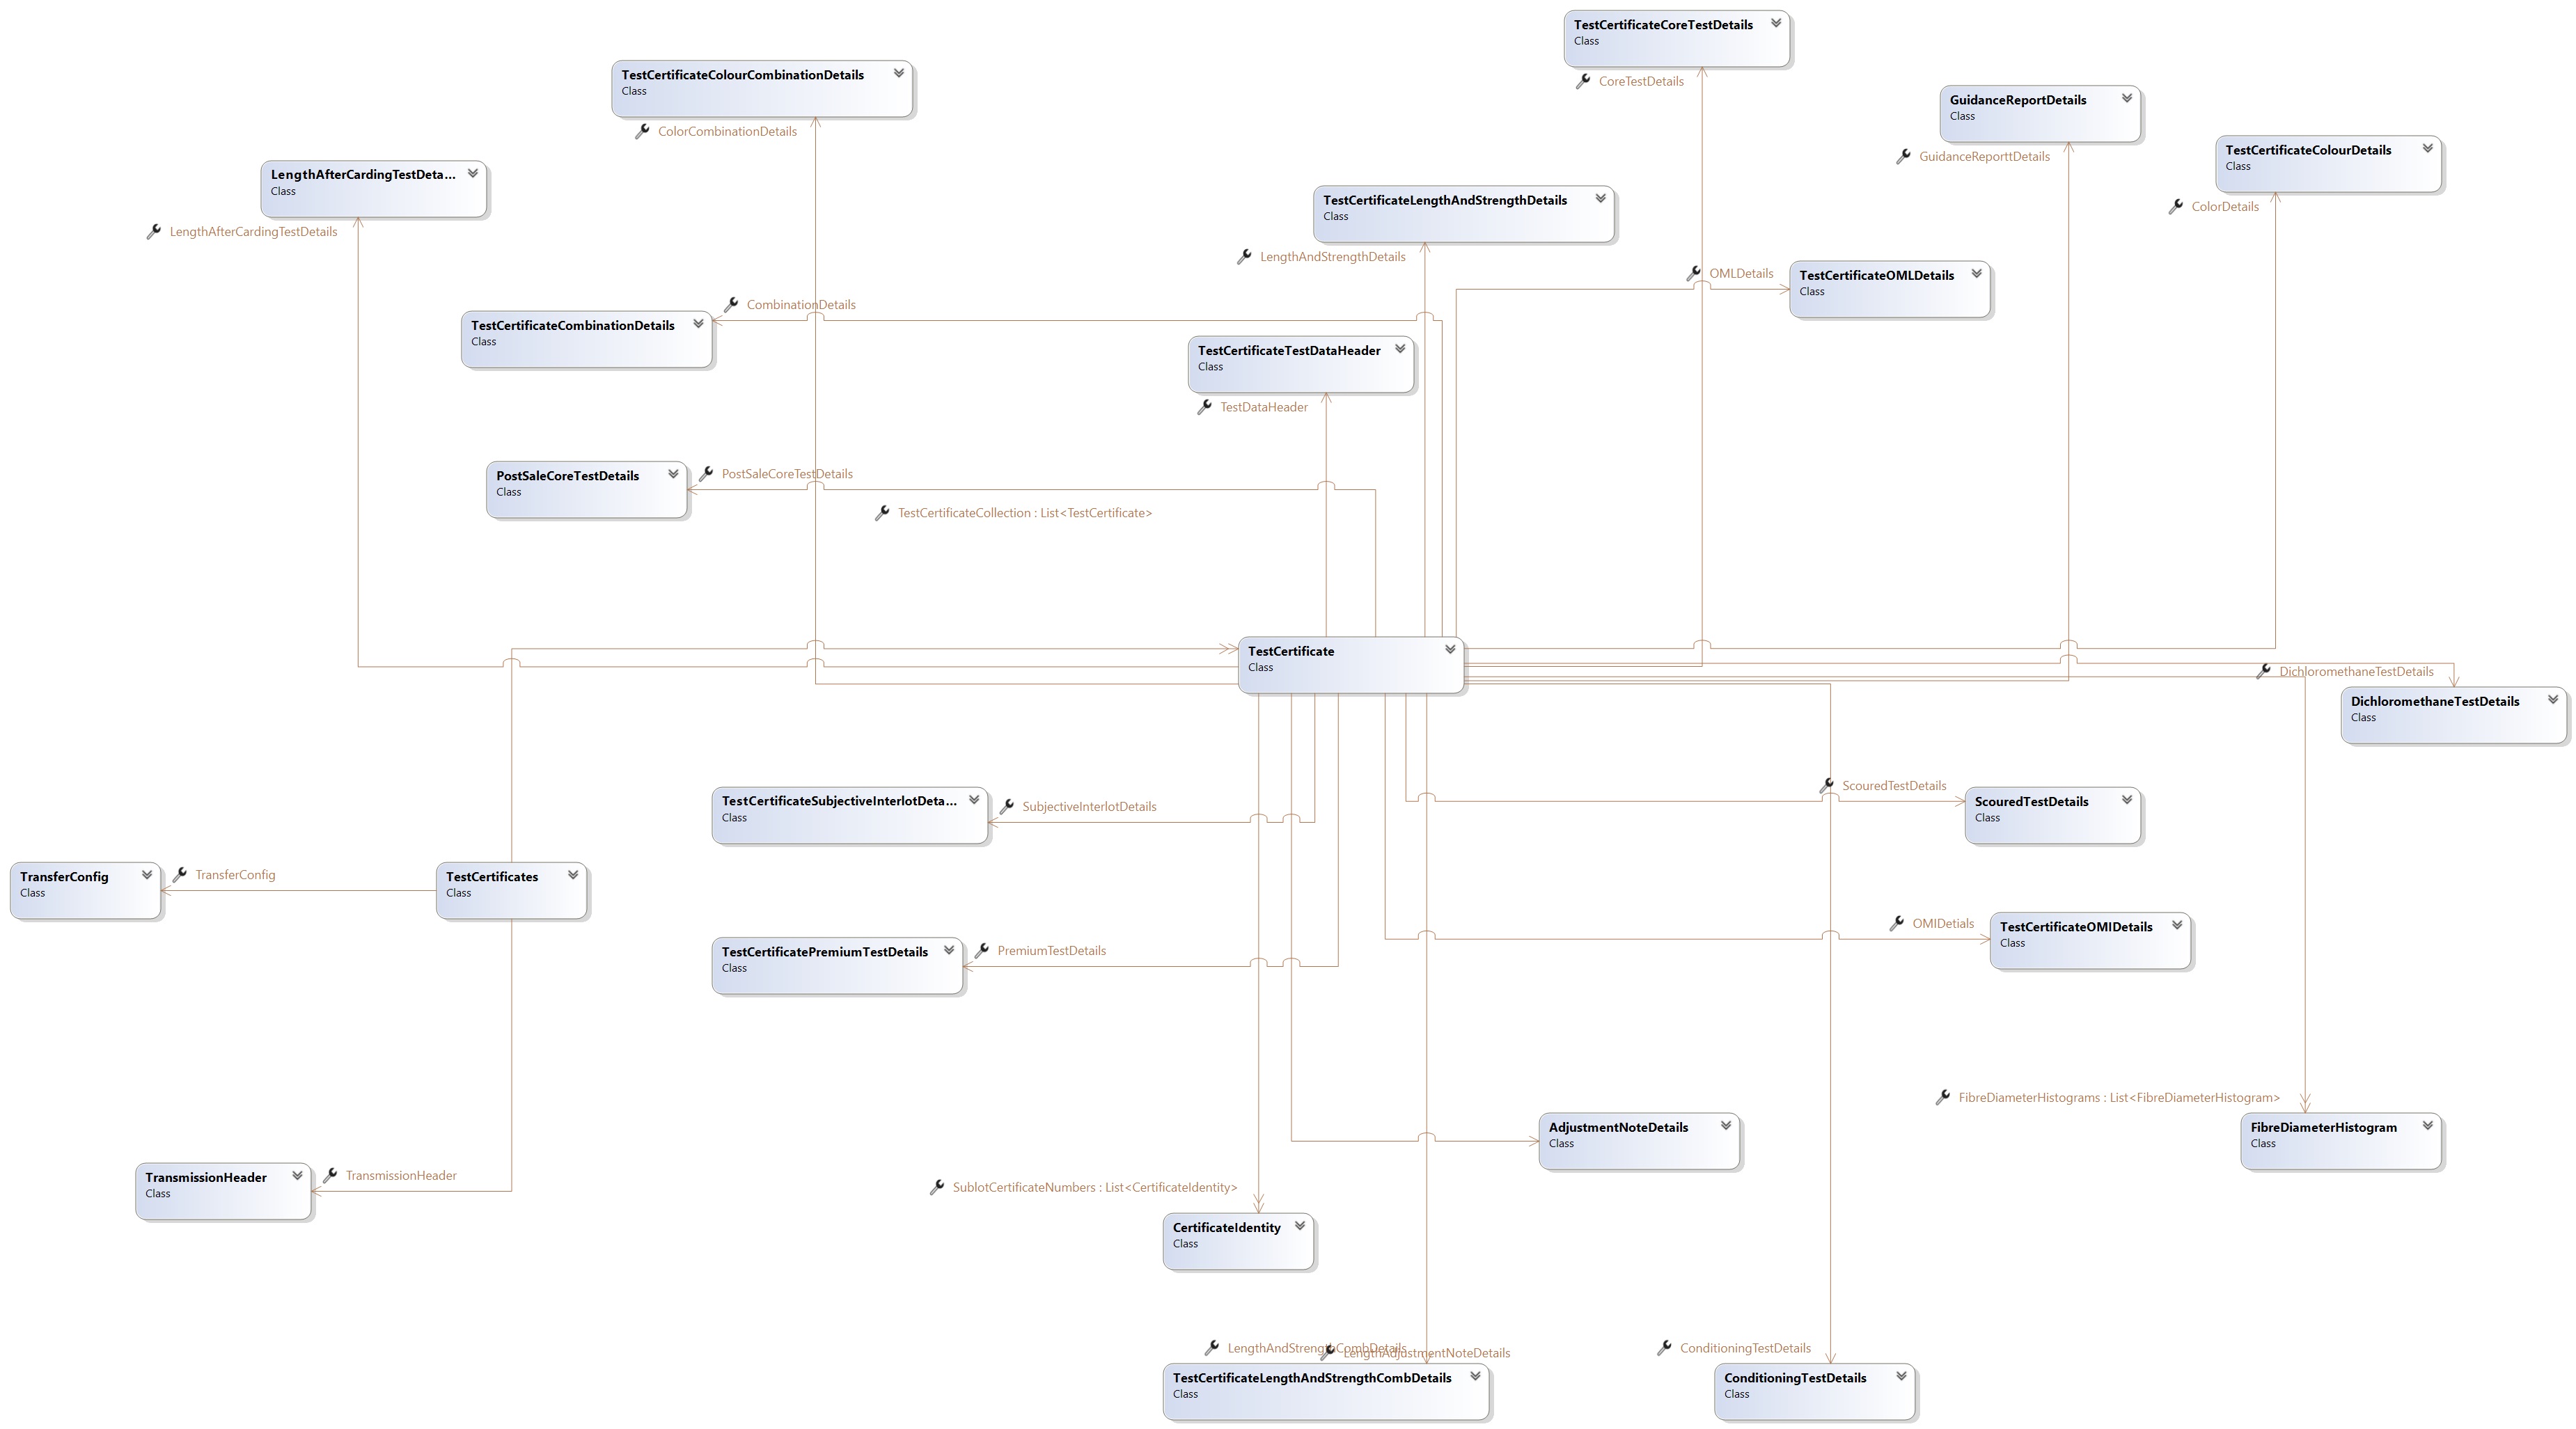 TestCertificateCoreTestDetails
Class
CoreTestDetails
TestCertificateColourCombinationDetails
Class
ColorCombinationDetails
GuidanceReportDetails
Class
GuidanceReporttDetails
TestCertificateColourDetails
Class
ColorDetails
LengthAfterCardingTestDeta...
Class
LengthAfterCardingTestDetails
TestCertificateLengthAndStrengthDetails
Class
LengthAndStrengthDetails
OMLDetails
TestCertificateOMLDetails
Class
CombinationDetails
TestCertificateCombinationDetails
Class
TestCertificateTestDataHeader
Class
TestDataHeader
PostSaleCoreTestDetails
Class
PostSaleCoreTestDetails
TestCertificateCollection : List<TestCertificate>
TestCertificate
Class
DichloromethaneTestDetails
DichloromethaneTestDetails
Class
TestCertificateSubjectiveInterlotDeta...
Class
SubjectiveInterlotDetails
ScouredTestDetails
ScouredTestDetails
Class
TransferConfig
Class
TransferConfig
TestCertificates
Class
TestCertificatePremiumTestDetails
Class
PremiumTestDetails
OMIDetials
TestCertificateOMIDetails
Class
FibreDiameterHistograms : List<FibreDiameterHistogram>
AdjustmentNoteDetails
Class
FibreDiameterHistogram
Class
TransmissionHeader
Class
TransmissionHeader
SublotCertificateNumbers : List<CertificateIdentity>
CertificateIdentity
Class
LengthAndStrengthCombDetails
LengthAdjustmentNoteDetails
ConditioningTestDetails
TestCertificateLengthAndStrengthCombDetails
Class
ConditioningTestDetails
Class